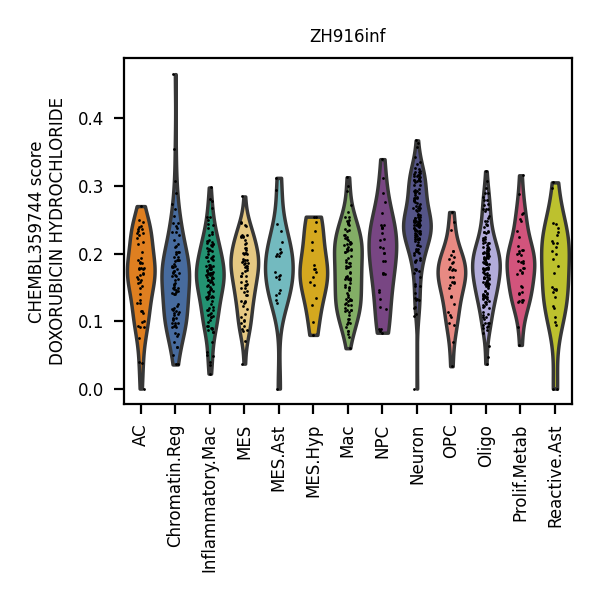 ZH916inf
CHEMBL359744 score
DOXORUBICIN HYDROCHLORIDE
0.4
0.3
0.2
0.1
0.0
AC
Chromatin.Reg
Inflammatory.Mac
MES
MES.Ast
MES.Hyp
Mac
NPC
Neuron
OPC
Oligo
Prolif.Metab
Reactive.Ast